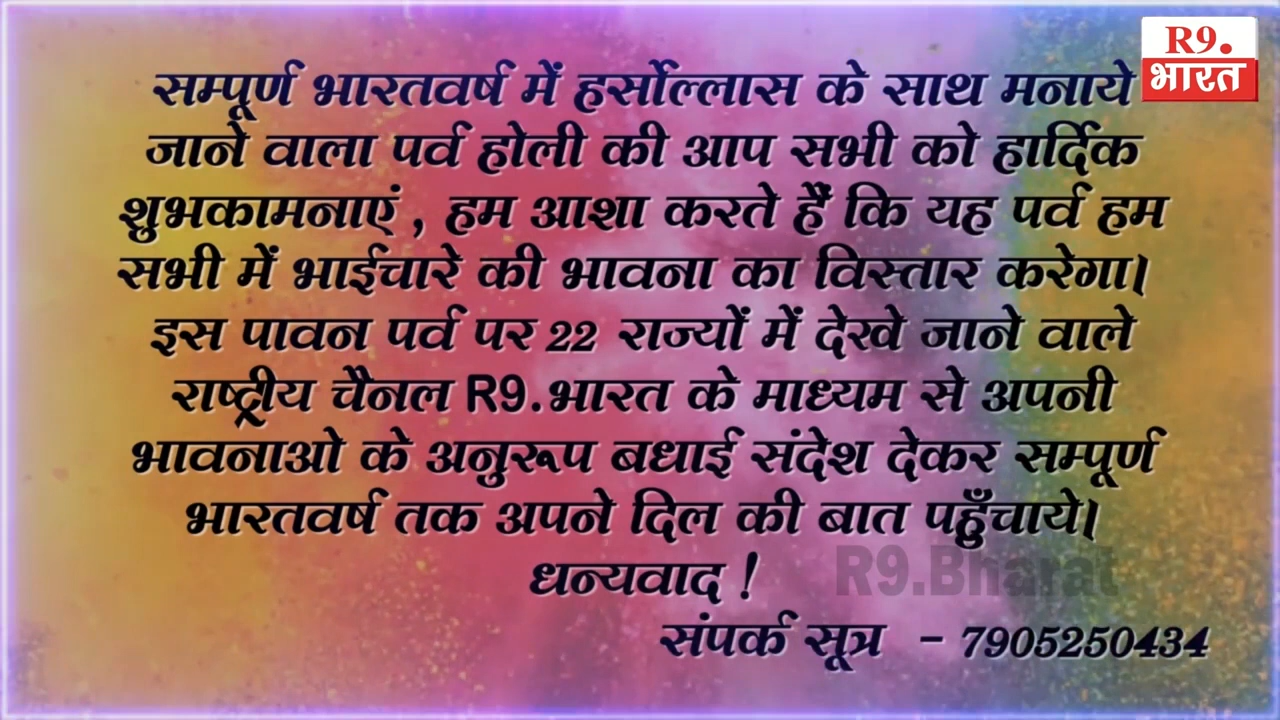 R9.
भारत
सम्पूर्ण भारतवर्ष में हर्सोल्लास के साथ मनाये
जाने वाला पर्व होली की आप सभी को हार्दिक
शुभकामनाएं , हम आशा करते हैं कि यह पर्व हम
सभी में भाईचारे की भावना का विस्तार करेगा।
इस पावन पर्व पर 22 राज्यों में देखे जाने वाले
राष्ट्रीय चैनल R9.भारत के माध्यम से अपनी
भावनाओ के अनुरूप बधाई संदेश देकर सम्पूर्ण
भारतवर्ष तक अपने दिल की बात पहुँचाये।
धन्यवाद !
R9.Bharat
संपर्क सूत्र - 7905250434